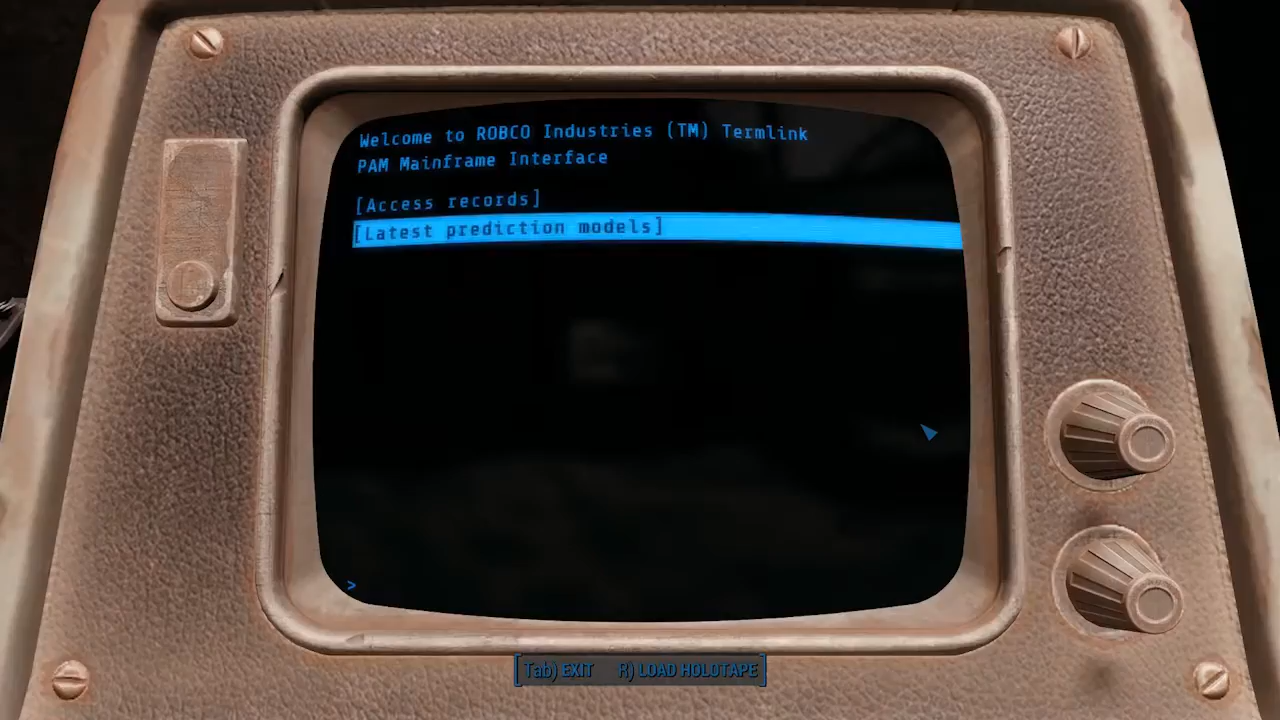 Welcome to ROBCO Industries (TM) Termlink
PAM Mainframe Interface
[Access records]
[Latest prediction models]
>
Tab) EXIT R) LOAD HOLOTAPE